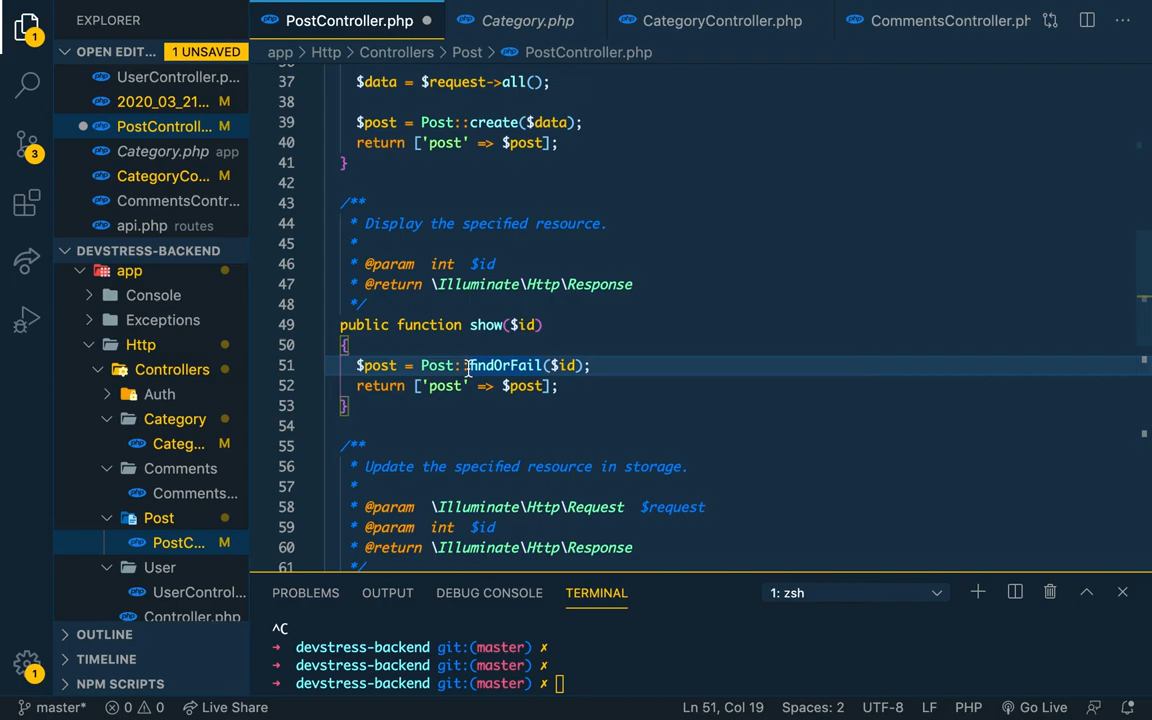 EXPLORER
PostController.php
Category.php
CategoryController.php
CommentsController.ph
OPEN EDIT... 1 UNSAVED
app > Http > Controllers > Post > PostController.php
UserController.p...
2020_03_21... M
PostControll... M
Category.php app
CategoryCo... M
CommentsContr...
api.php routes
DEVSTRESS-BACKEND
app
Console
Exceptions
Http
Controllers
Auth
Category
Categ... M
Comments
Comments...
Post
PostC... M
User
UserControl...
Controller.php
OUTLINE
TIMELINE
NPM SCRIPTS
37 $data = $request->all();
38
39 $post = Post::create($data);
40 return ['post' => $post];
41 }
42
43 /**
44 * Display the specified resource.
45 *
46 * @param int $id
47 * @return \Illuminate\Http\Response
48 */
49 public function show($id)
50 {
51 $post = Post::findOrFail($id);
52 return ['post' => $post];
53 }
54
55 /**
56 * Update the specified resource in storage.
57 *
58 * @param \Illuminate\Http\Request $request
59 * @param int $id
60 * @return \Illuminate\Http\Response
61 */
PROBLEMS OUTPUT DEBUG CONSOLE TERMINAL 1: zsh
^C
➜ devstress-backend git:(master) ✗
➜ devstress-backend git:(master) ✗
➜ devstress-backend git:(master) ✗
1
3
1
master* 0 0 Live Share Ln 51, Col 19 Spaces: 2 UTF-8 LF PHP Go Live